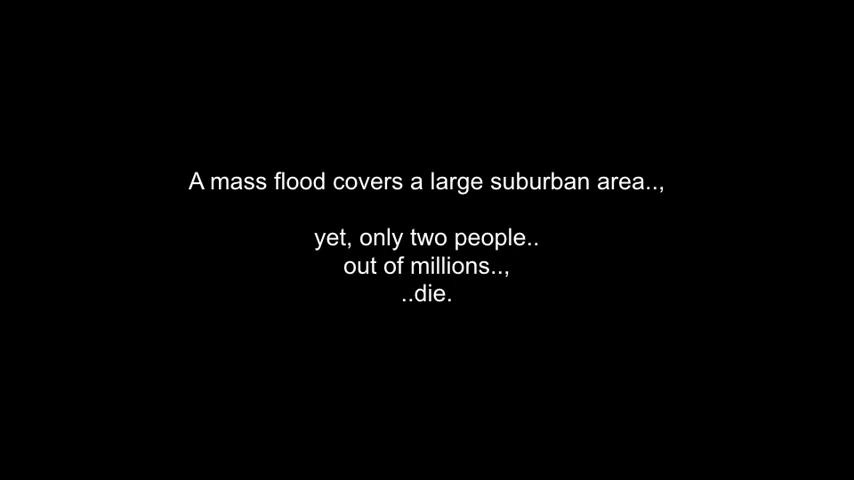 A mass flood covers a large suburban area..,
yet, only two people..
out of millions..,
..die.